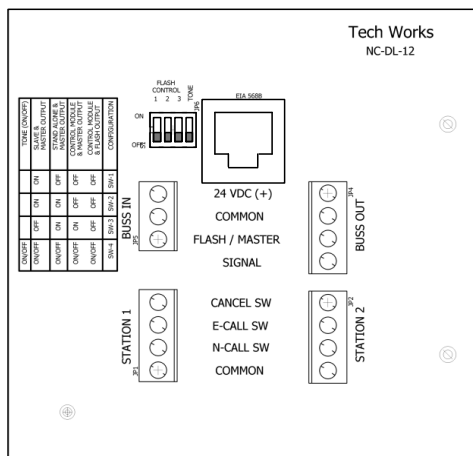 Tech Works
NC-DL-12
FLASH
CONTROL
1 2 3 TONE
ON
OFF
JP6
EIA 568B
CONFIGURATION SW-1 SW-2 SW-3 SW-4
CONTROL MODULE
& FLASH OUTPUT OFF OFF OFF ON/OFF
CONTROL MODULE
& MASTER OUTPUT OFF OFF ON ON/OFF
STAND ALONE &
MASTER OUTPUT OFF ON ON ON/OFF
SLAVE &
MASTER OUTPUT ON ON OFF ON/OFF
TONE (ON/OFF) ON/OFF
BUSS IN
JP5
24 VDC (+)
COMMON
FLASH / MASTER
SIGNAL
JP4
BUSS OUT
STATION 1
JP1
CANCEL SW
E-CALL SW
N-CALL SW
COMMON
JP2
STATION 2